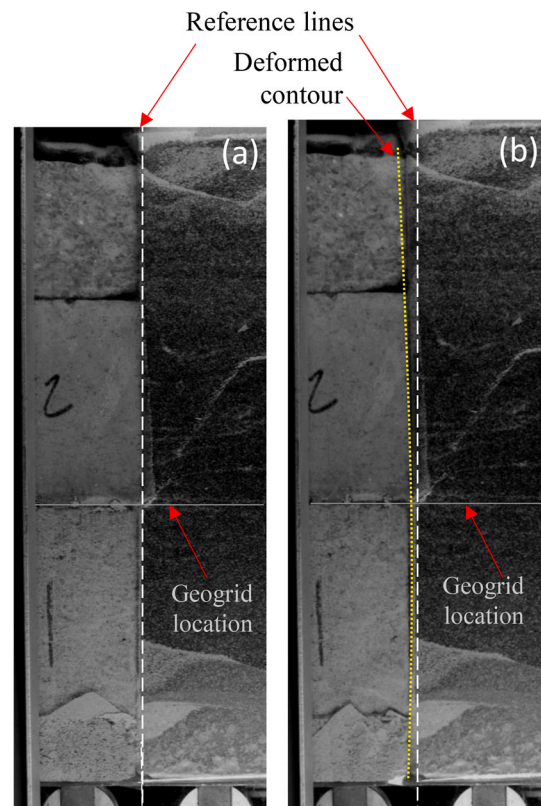 Reference lines
Deformed
contour
(a)
(b)
2
2
Geogrid
location
Geogrid
location